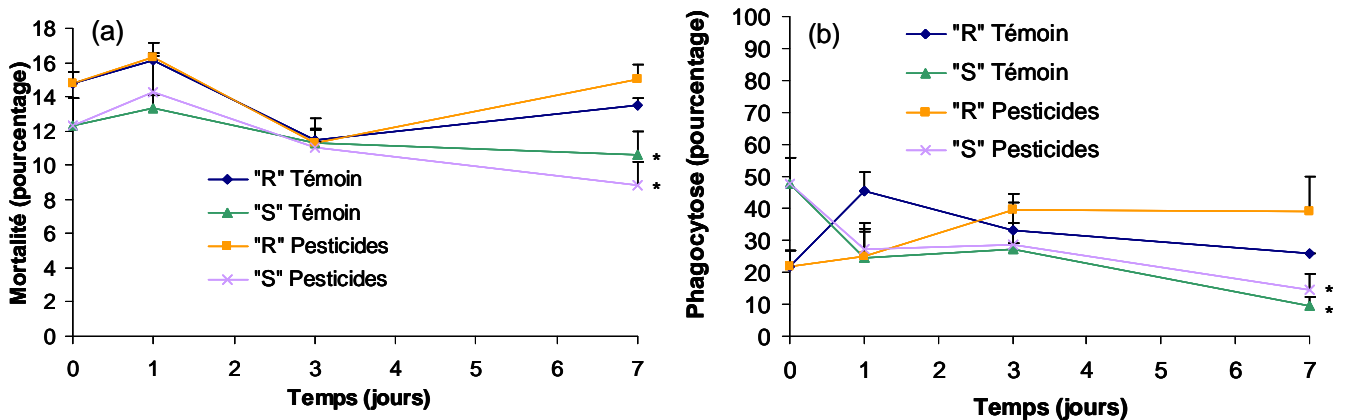 (a)
Mortalité (pourcentage)
18
16
14
12
10
8
6
4
2
0
"R" Témoin
"S" Témoin
"R" Pesticides
"S" Pesticides
*
*
0 1 2 3 4 5 6 7
Temps (jours)
(b)
Phagocytose (pourcentage)
100
90
80
70
60
50
40
30
20
10
0
"R" Témoin
"S" Témoin
"R" Pesticides
"S" Pesticides
*
*
0 1 2 3 4 5 6 7
Temps (jours)